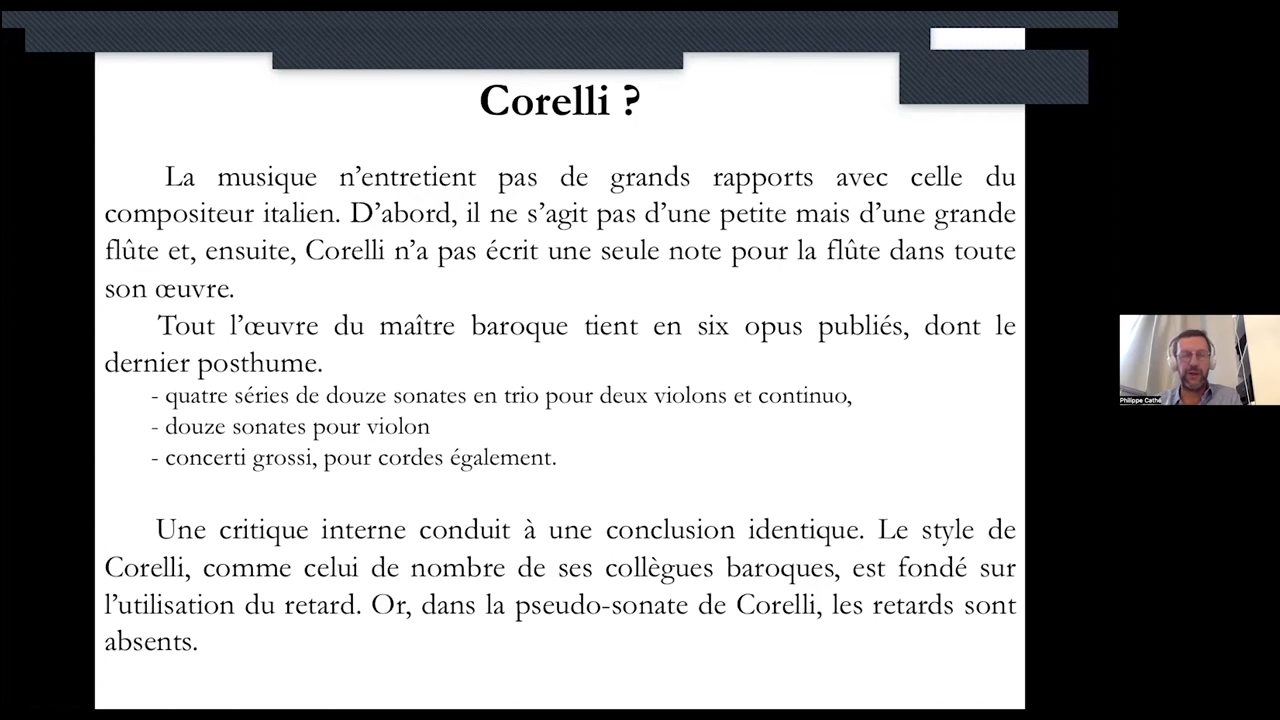 Corelli ?
La musique n’entretient pas de grands rapports avec celle du
compositeur italien. D’abord, il ne s’agit pas d’une petite mais d’une grande
flûte et, ensuite, Corelli n’a pas écrit une seule note pour la flûte dans toute
son œuvre.
Tout l’œuvre du maître baroque tient en six opus publiés, dont le
dernier posthume.
- quatre séries de douze sonates en trio pour deux violons et continuo,
- douze sonates pour violon
- concerti grossi, pour cordes également.
Une critique interne conduit à une conclusion identique. Le style de
Corelli, comme celui de nombre de ses collègues baroques, est fondé sur
l’utilisation du retard. Or, dans la pseudo-sonate de Corelli, les retards sont
absents.
Philippe Cathé